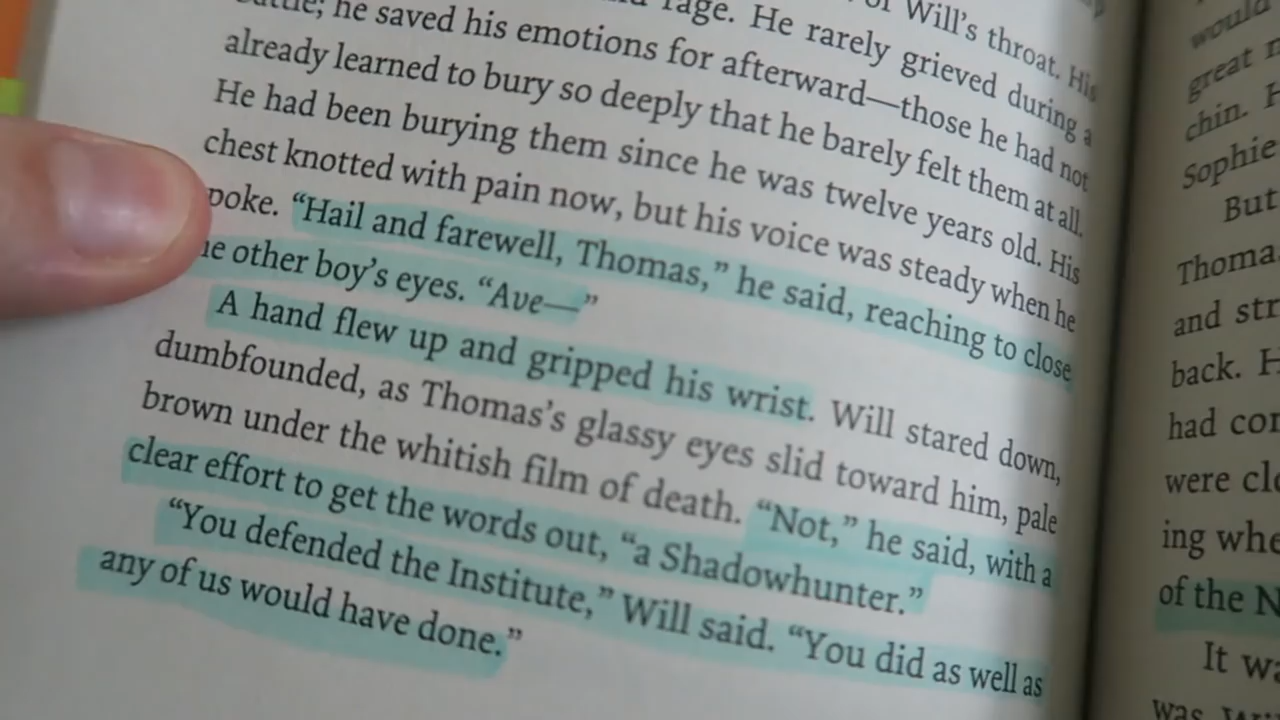 of Will's throat. His
rage. He rarely grieved during a
battle; he saved his emotions for afterward—those he had not
already learned to bury so deeply that he barely felt them at all.
He had been burying them since he was twelve years old. His
chest knotted with pain now, but his voice was steady when he
poke. “Hail and farewell, Thomas,” he said, reaching to close
he other boy's eyes. “Ave—”
A hand flew up and gripped his wrist. Will stared down,
dumbfounded, as Thomas's glassy eyes slid toward him, pale
brown under the whitish film of death. “Not,” he said, with a
clear effort to get the words out, “a Shadowhunter.”
“You defended the Institute,” Will said. “You did as well as
any of us would have done.”
would
great
chin.
Sophie
But
Thoma
and str
back. H
had cor
were clo
ing whe
of the N
It wa
was